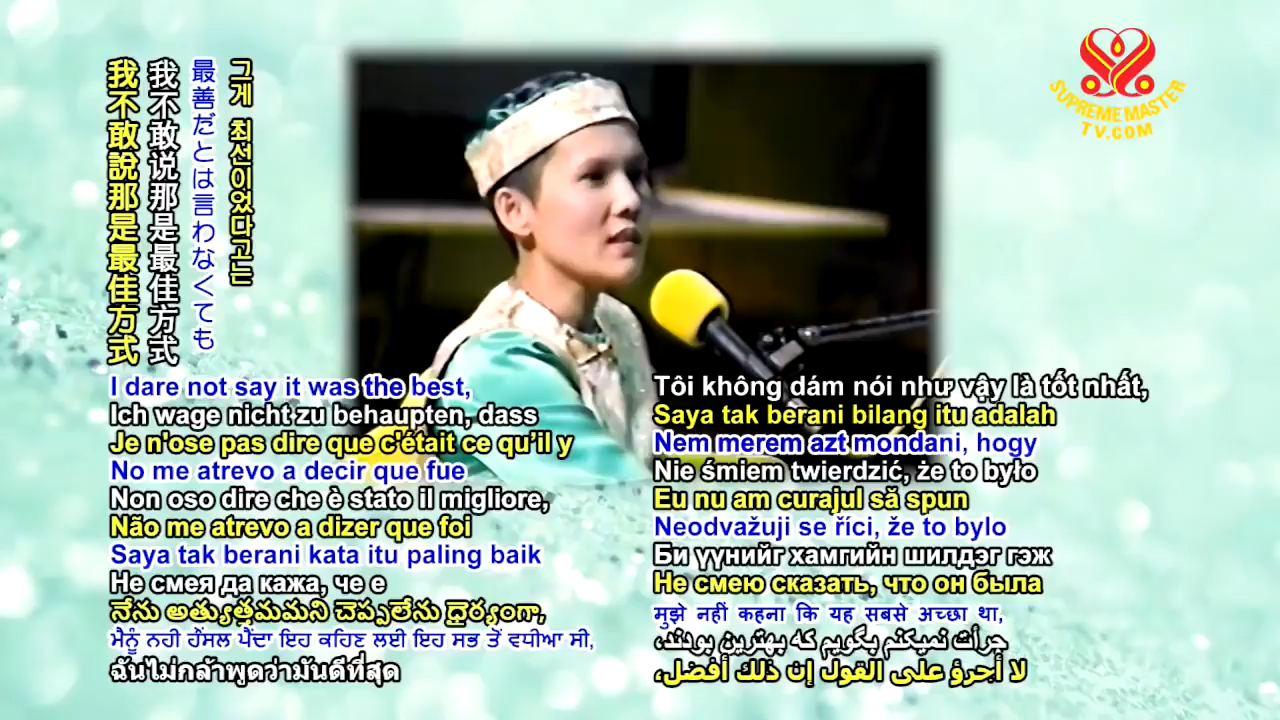 我不敢說那是最佳方式
我不敢说那是最佳方式
最善だとは言わなくても
그게 최선이었다고는
SUPREME MASTER
TV.COM
I dare not say it was the best,
Ich wage nicht zu behaupten, dass
Je n'ose pas dire que c'était ce qu’il y
No me atrevo a decir que fue
Non oso dire che è stato il migliore,
Não me atrevo a dizer que foi
Saya tak berani kata itu paling baik
Не смея да кажа, че е
నేను అత్యుత్తమమని చెప్పలేను ధైర్యంగా,
ਮੈਨੂੰ ਨਹੀ ਹੌਂਸਲ ਪੈਂਦਾ ਇਹ ਕਹਿਣ ਲਈ ਇਹ ਸਭ ਤੋਂ ਵਧੀਆ ਸੀ,
ฉันไม่กล้าพูดว่ามันดีที่สุด
Tôi không dám nói như vậy là tốt nhất,
Saya tak berani bilang itu adalah
Nem merem azt mondani, hogy
Nie śmiem twierdzić, że to było
Eu nu am curajul să spun
Neodvažuji se říci, že to bylo
Би үүнийг хамгийн шилдэг гэж
Не смею сказать, что он была
मुझे नहीं कहना कि यह सबसे अच्छा था,
جرأت نمیکنم بگویم که بهترین بودند،
لا أجرؤ على القول إن ذلك أفضل،